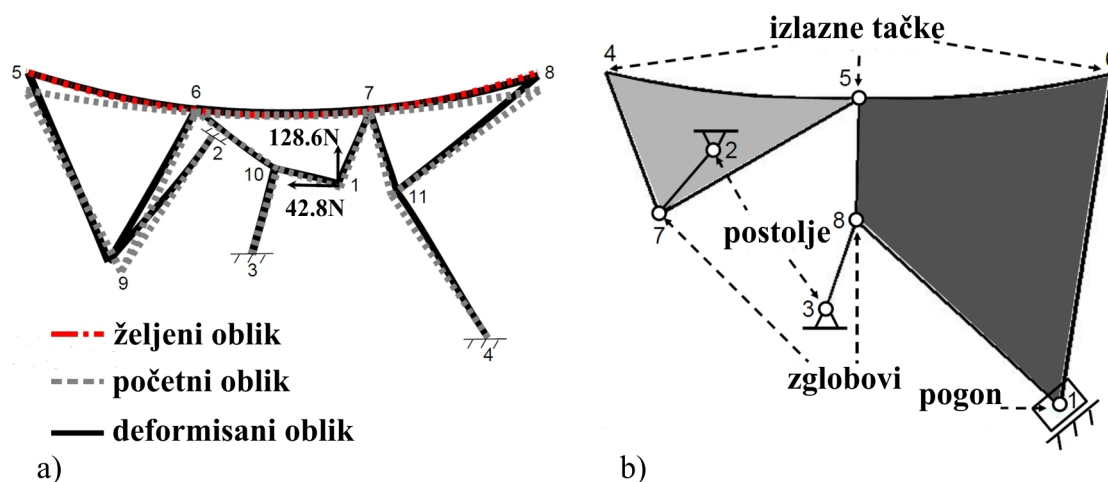 izlazne tačke
5
6
7
8
2
128.6N
10
1
11
42.8N
9
3
4
željeni oblik
početni oblik
deformisani oblik
a)
4
5
2
7
postolje
8
3
zglobovi
pogon
1
b)